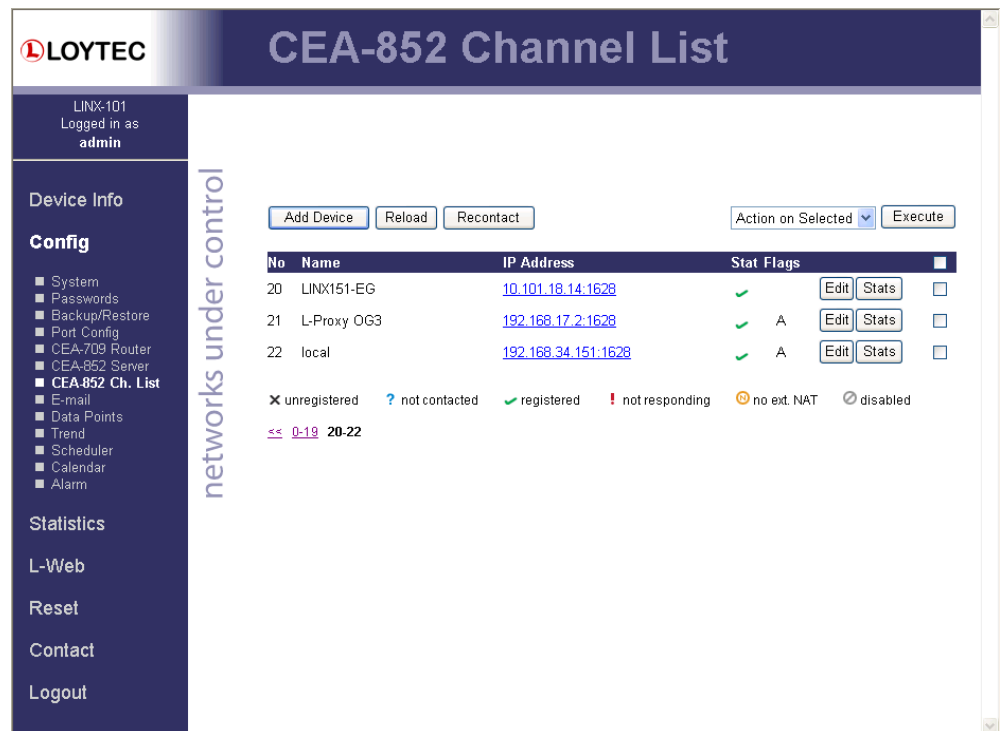 LOYTEC
CEA-852 Channel List
LINX-101
Logged in as
admin
Device Info
Config
System
Passwords
Backup/Restore
Port Config
CEA-709 Router
CEA-852 Server
CEA-852 Ch. List
E-mail
Data Points
Trend
Scheduler
Calendar
Alarm
Statistics
L-Web
Reset
Contact
Logout
networks under control
Add Device Reload Recontact Action on Selected Execute
No Name IP Address Stat Flags
20 LINX151-EG 10.101.18.14:1628 Edit Stats
21 L-Proxy OG3 192.168.17.2:1628 A Edit Stats
22 local 192.168.34.151:1628 A Edit Stats
unregistered ? not contacted registered ! not responding N no ext. NAT disabled
<< 0-19 20-22